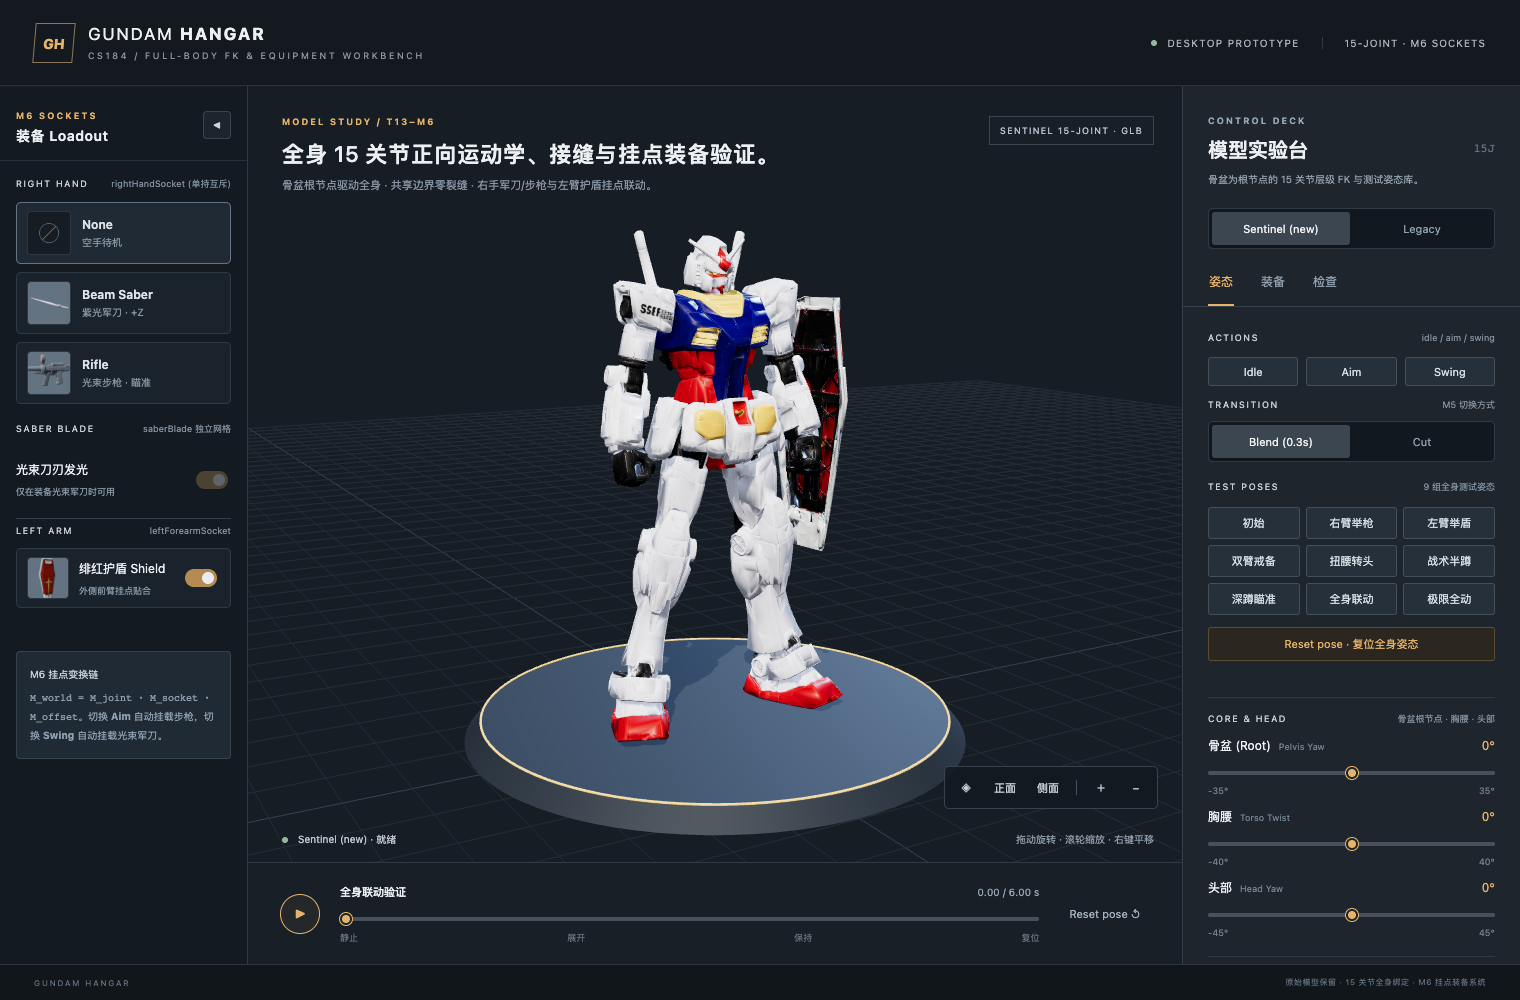 GH
GUNDAM HANGAR
CS184 / FULL-BODY FK & EQUIPMENT WORKBENCH
DESKTOP PROTOTYPE
15-JOINT · M6 SOCKETS
M6 SOCKETS
装备 Loadout
RIGHT HAND
rightHandSocket (单持互斥)
None
空手待机
Beam Saber
紫光军刀 · +Z
Rifle
光束步枪 · 瞄准
SABER BLADE
saberBlade 独立网格
光束刀刃发光
仅在装备光束军刀时可用
LEFT ARM
leftForearmSocket
绯红护盾 Shield
外侧前臂挂点贴合
M6 挂点变换链
M_world = M_joint · M_socket ·
M_offset。切换 Aim 自动挂载步枪，切
换 Swing 自动挂载光束军刀。
MODEL STUDY / T13–M6
全身 15 关节正向运动学、接缝与挂点装备验证。
骨盆根节点驱动全身 · 共享边界零裂缝 · 右手军刀/步枪与左臂护盾挂点联动。
SENTINEL 15-JOINT · GLB
正面
侧面
+
−
Sentinel (new) · 就绪
拖动旋转 · 滚轮缩放 · 右键平移
全身联动验证
0.00 / 6.00 s
静止
展开
保持
复位
Reset pose ↺
CONTROL DECK
模型实验台
15J
骨盆为根节点的 15 关节层级 FK 与测试姿态库。
Sentinel (new)
Legacy
姿态
装备
检查
ACTIONS
idle / aim / swing
Idle
Aim
Swing
TRANSITION
M5 切换方式
Blend (0.3s)
Cut
TEST POSES
9 组全身测试姿态
初始
右臂举枪
左臂举盾
双臂戒备
扭腰转头
战术半蹲
深蹲瞄准
全身联动
极限全动
Reset pose · 复位全身姿态
CORE & HEAD
骨盆根节点 · 胸腰 · 头部
骨盆 (Root) Pelvis Yaw
0°
-35°
35°
胸腰 Torso Twist
0°
-40°
40°
头部 Head Yaw
0°
-45°
45°
GUNDAM HANGAR
原始模型保留 · 15 关节全身绑定 · M6 挂点装备系统